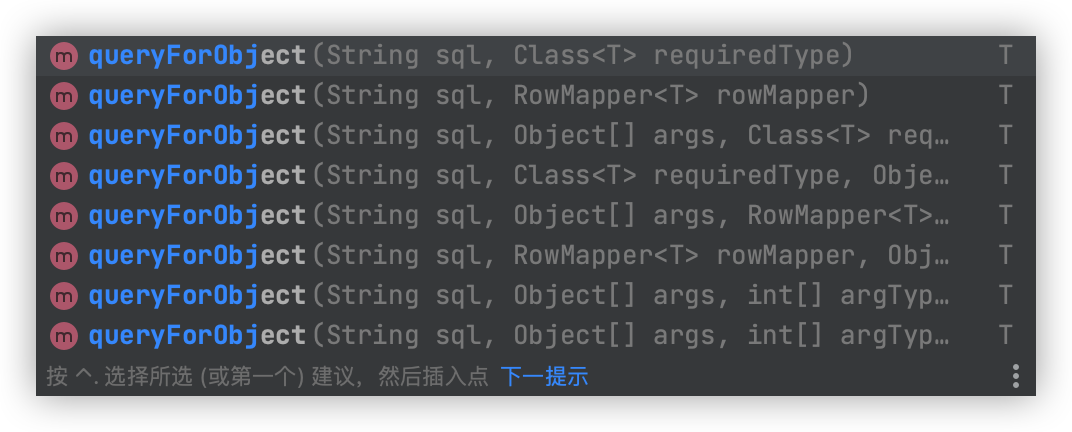 m queryForObject(String sql, Class<T> requiredType) T
m queryForObject(String sql, RowMapper<T> rowMapper) T
m queryForObject(String sql, Object[] args, Class<T> req… T
m queryForObject(String sql, Class<T> requiredType, Obje… T
m queryForObject(String sql, Object[] args, RowMapper<T>… T
m queryForObject(String sql, RowMapper<T> rowMapper, Obj… T
m queryForObject(String sql, Object[] args, int[] argTyp… T
m queryForObject(String sql, Object[] args, int[] argTyp… T
按 ^. 选择所选 (或第一个) 建议，然后插入点 下一提示